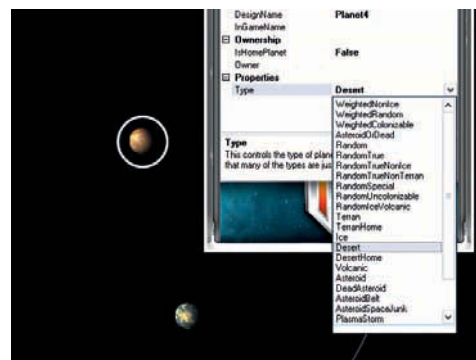 DesignName Planet4
InGameName
Ownership
IsHomePlanet False
Owner
Properties
Type Desert
WeightedNonIce
WeightedRandom
WeightedColonizable
AsteroidOrDead
Random
RandomTrue
RandomTrueNonIce
RandomTrueNonTerran
RandomSpecial
RandomUncolonizable
RandomIceVolcanic
Terran
TerranHome
Ice
Desert
DesertHome
Volcanic
Asteroid
DeadAsteroid
AsteroidBelt
AsteroidSpaceJunk
PlasmaStorm
Type
This controls the type of plane
that many of the types are jus